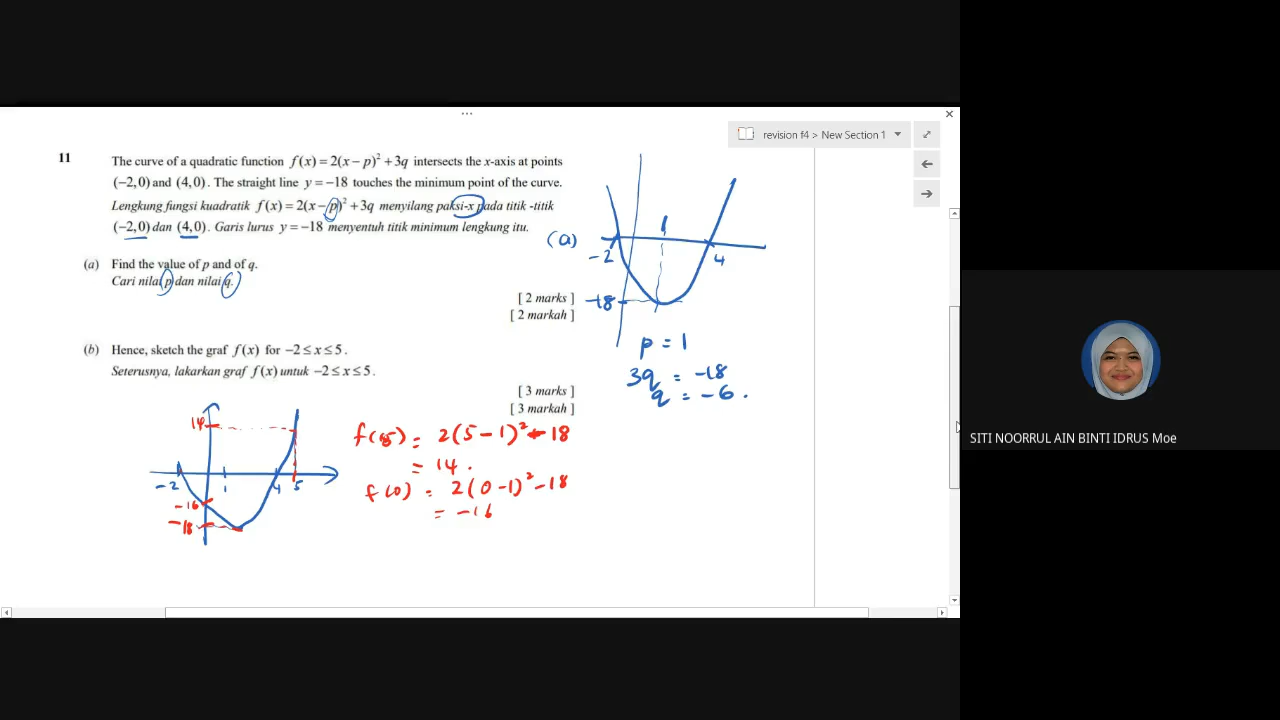 revision f4 > New Section 1
11 The curve of a quadratic function f(x) = 2(x − p)² + 3q intersects the x-axis at points
(−2,0) and (4,0). The straight line y = −18 touches the minimum point of the curve.
Lengkung fungsi kuadratik f(x) = 2(x − p)² + 3q menyilang paksi-x pada titik -titik
(−2,0) dan (4,0). Garis lurus y = −18 menyentuh titik minimum lengkung itu.
(a) Find the value of p and of q.
Cari nilai p dan nilai q.
[ 2 marks ]
[ 2 markah ]
(a)
1
-2
4
-18
p = 1
3q = -18
q = -6.
(b) Hence, sketch the graf f(x) for −2 ≤ x ≤ 5.
Seterusnya, lakarkan graf f(x) untuk −2 ≤ x ≤ 5.
[ 3 marks ]
[ 3 markah ]
14
-2
1
4
5
-16
-18
f(5) = 2(5-1)² - 18
= 14.
f(0) = 2(0-1)² - 18
= -16
SITI NOORRUL AIN BINTI IDRUS Moe